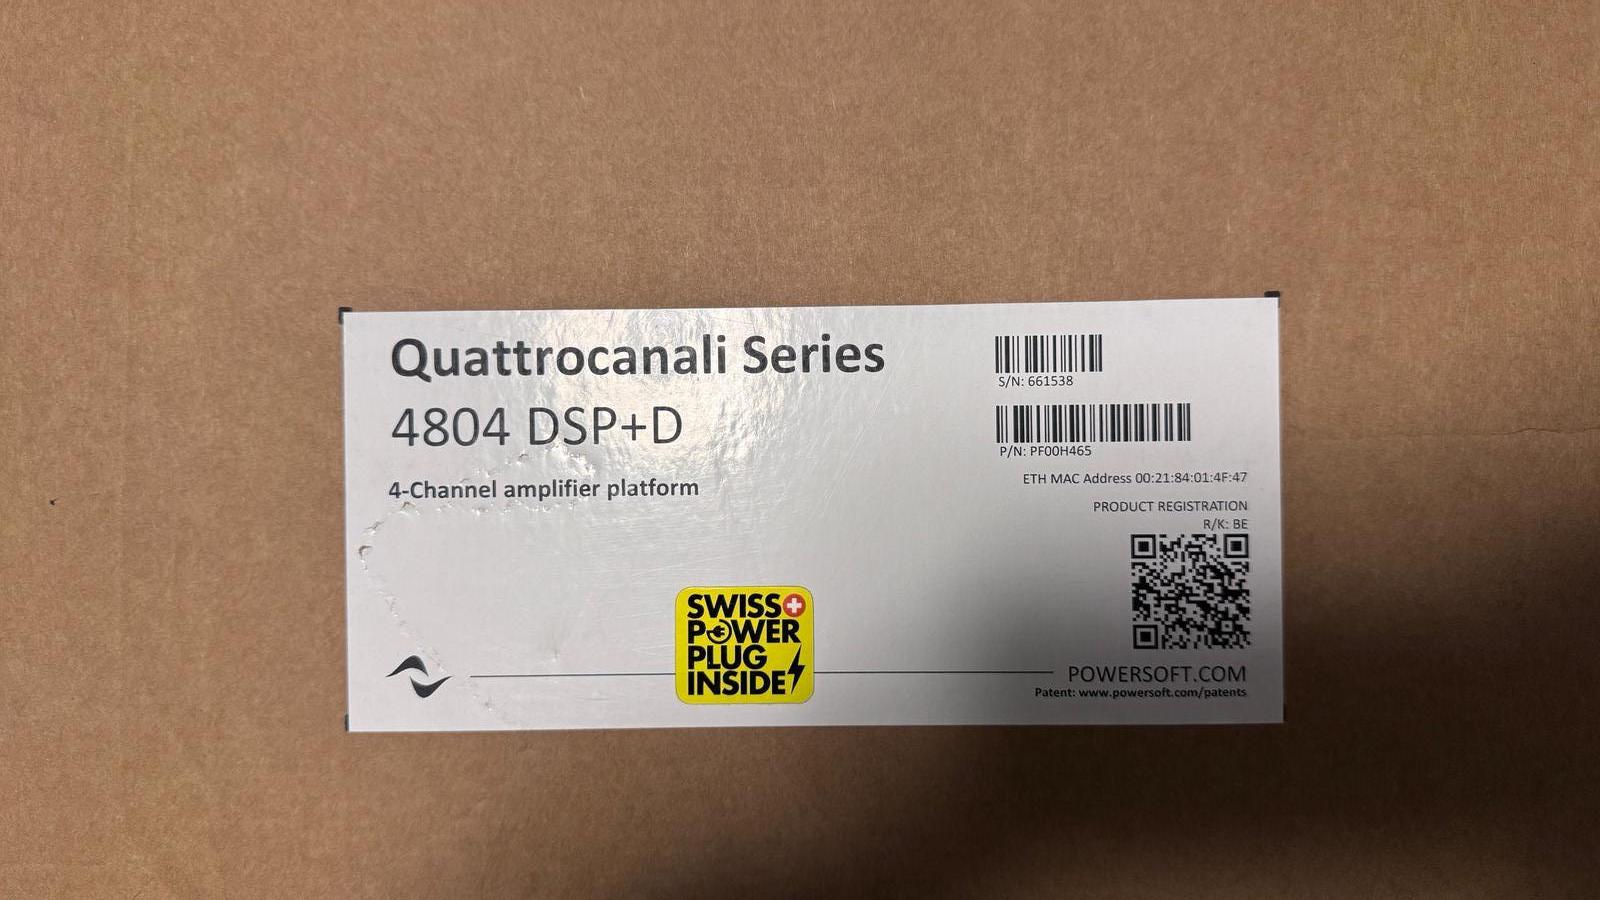 Quattrocanali Series
4804 DSP+D
4-Channel amplifier platform
S/N: 661538
P/N: PF00H465
ETH MAC Address 00:21:84:01:4F:47
PRODUCT REGISTRATION
R/K: BE
SWISS
POWER
PLUG
INSIDE
POWERSOFT.COM
Patent: www.powersoft.com/patents